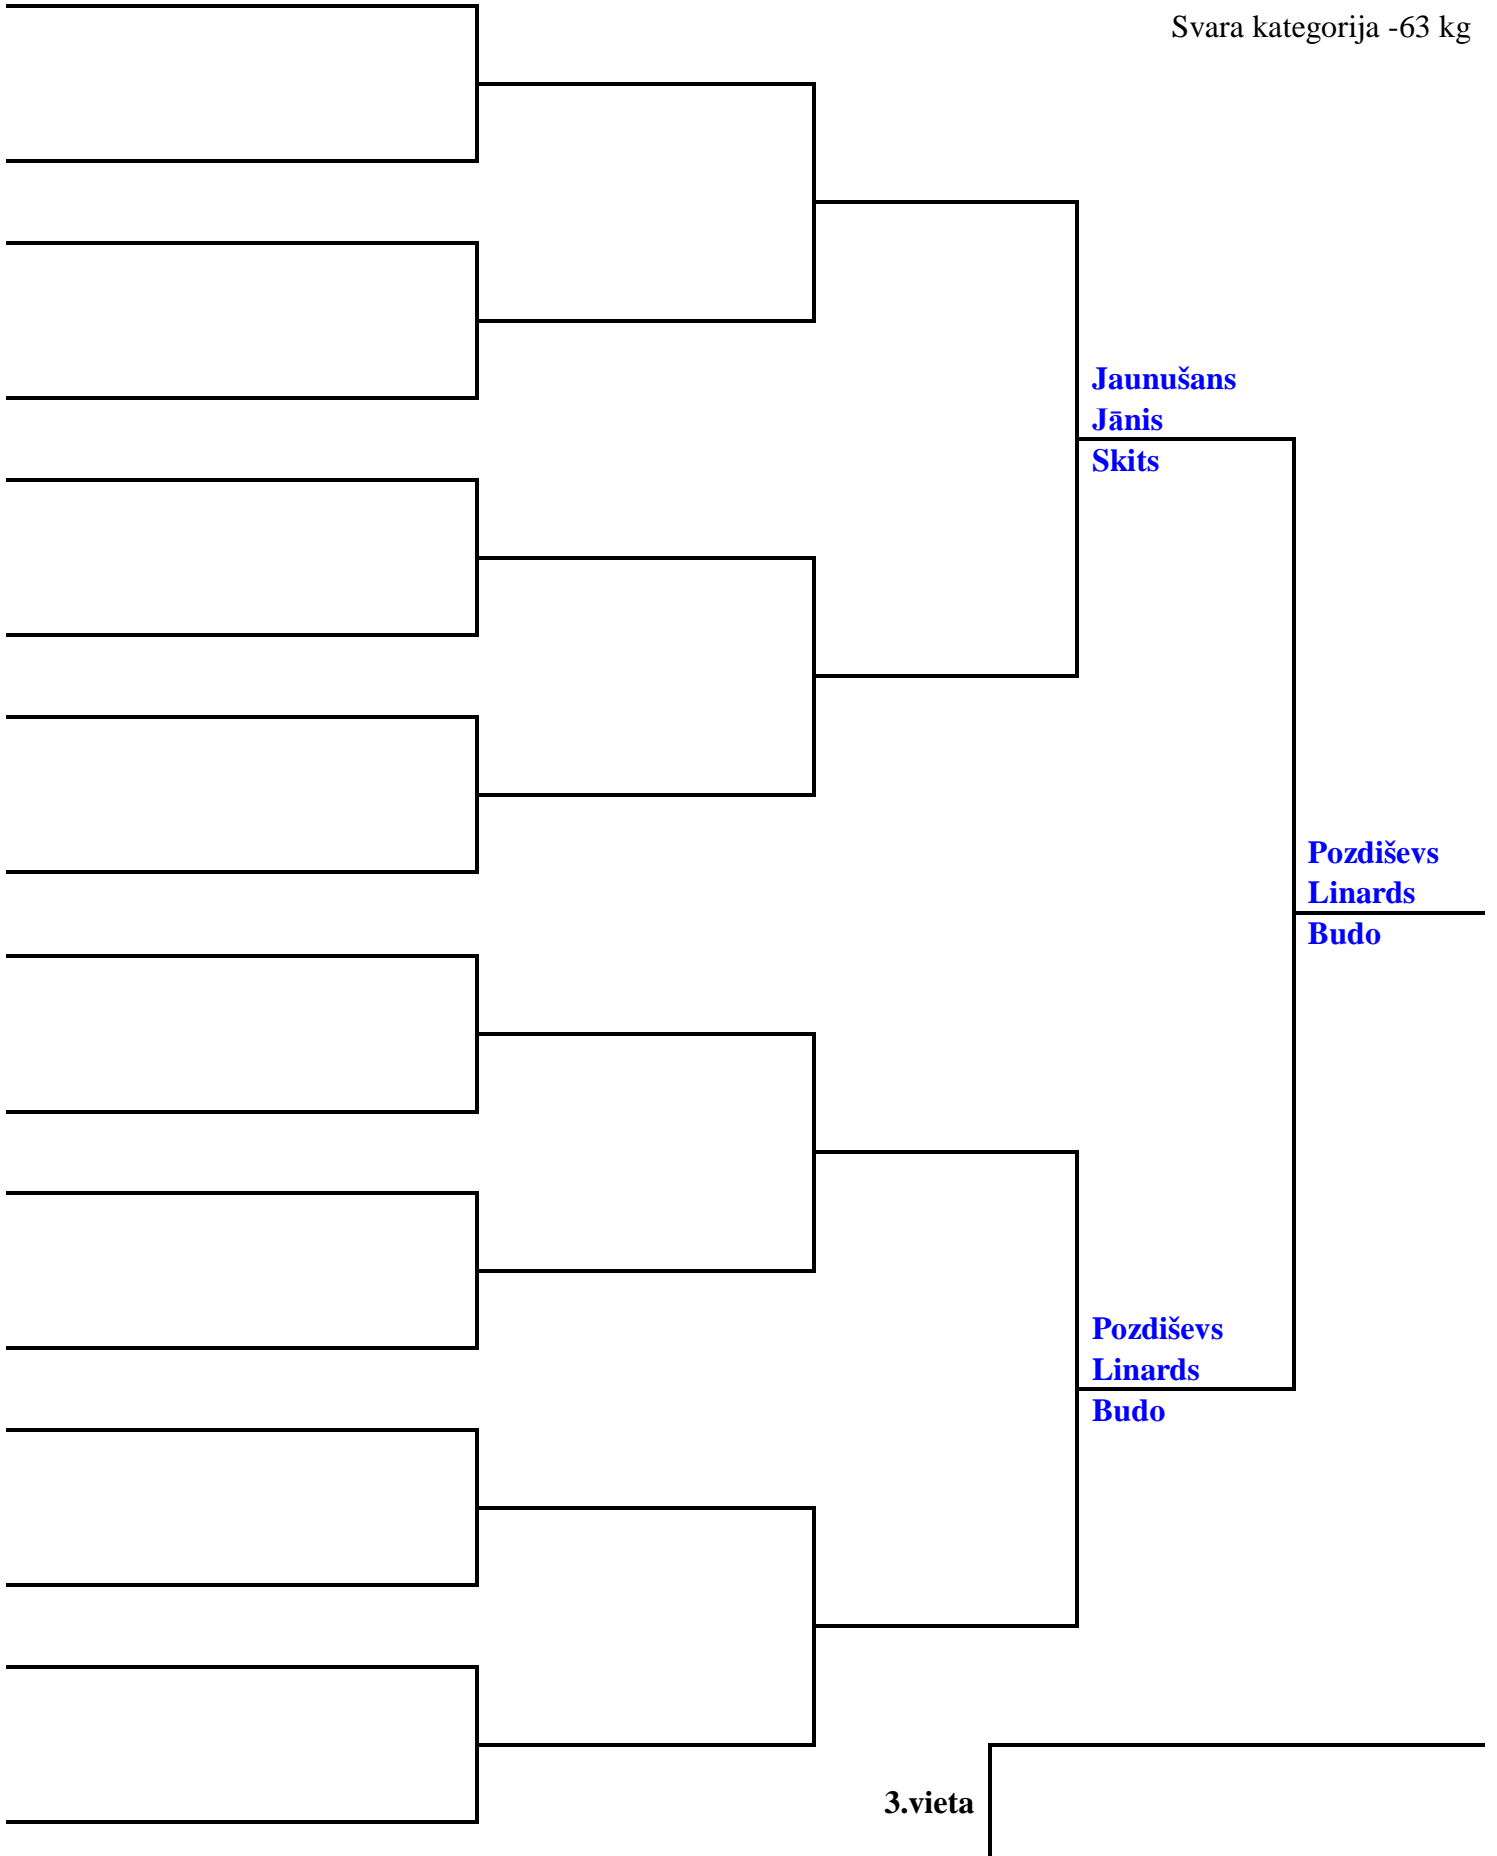 Svara kategorija -63 kg
Jaunušans
Jānis
Skits
Pozdiševs
Linards
Budo
Pozdiševs
Linards
Budo
3.vieta